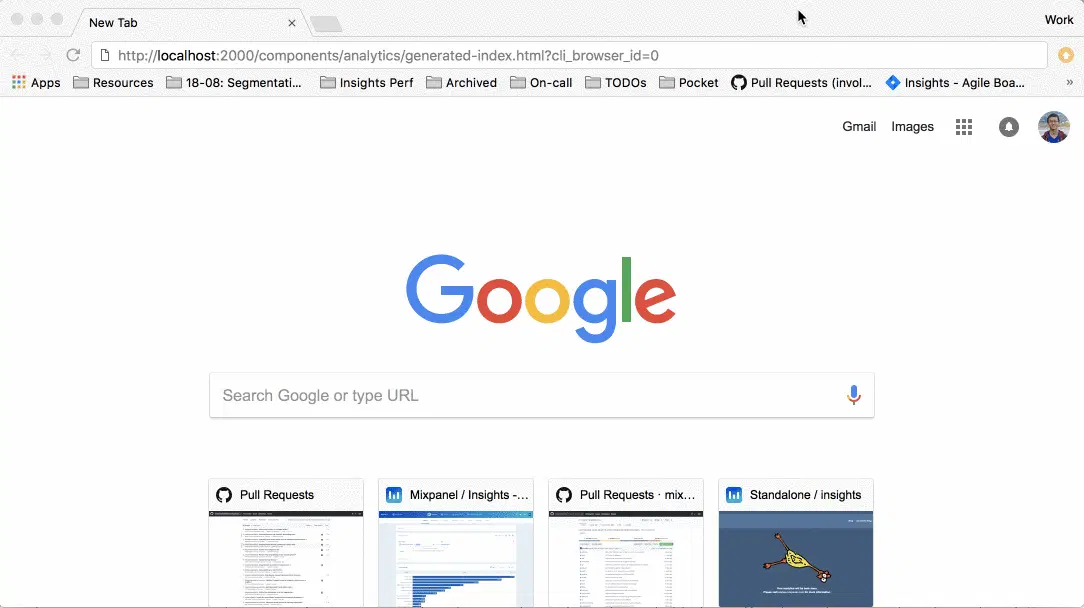 New Tab
Work
http://localhost:2000/components/analytics/generated-index.html?cli_browser_id=0
Apps Resources 18-08: Segmentati... Insights Perf Archived On-call TODOs Pocket Pull Requests (invol... Insights - Agile Boa... »
Gmail Images
Google
Search Google or type URL
Pull Requests Mixpanel / Insights -... Pull Requests · mix... Standalone / insights